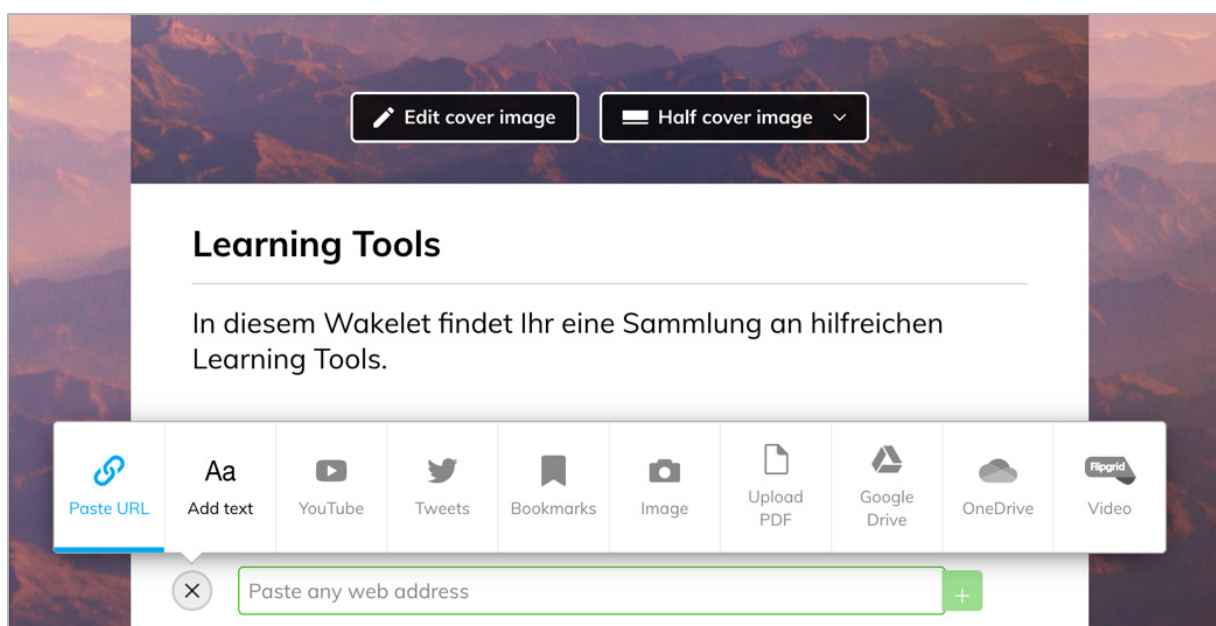 Edit cover image
Half cover image
Learning Tools
In diesem Wakelet findet Ihr eine Sammlung an hilfreichen
Learning Tools.
Paste URL
Aa
Add text
YouTube
Tweets
Bookmarks
Image
Upload
PDF
Google
Drive
OneDrive
Flipgrid
Video
Paste any web address